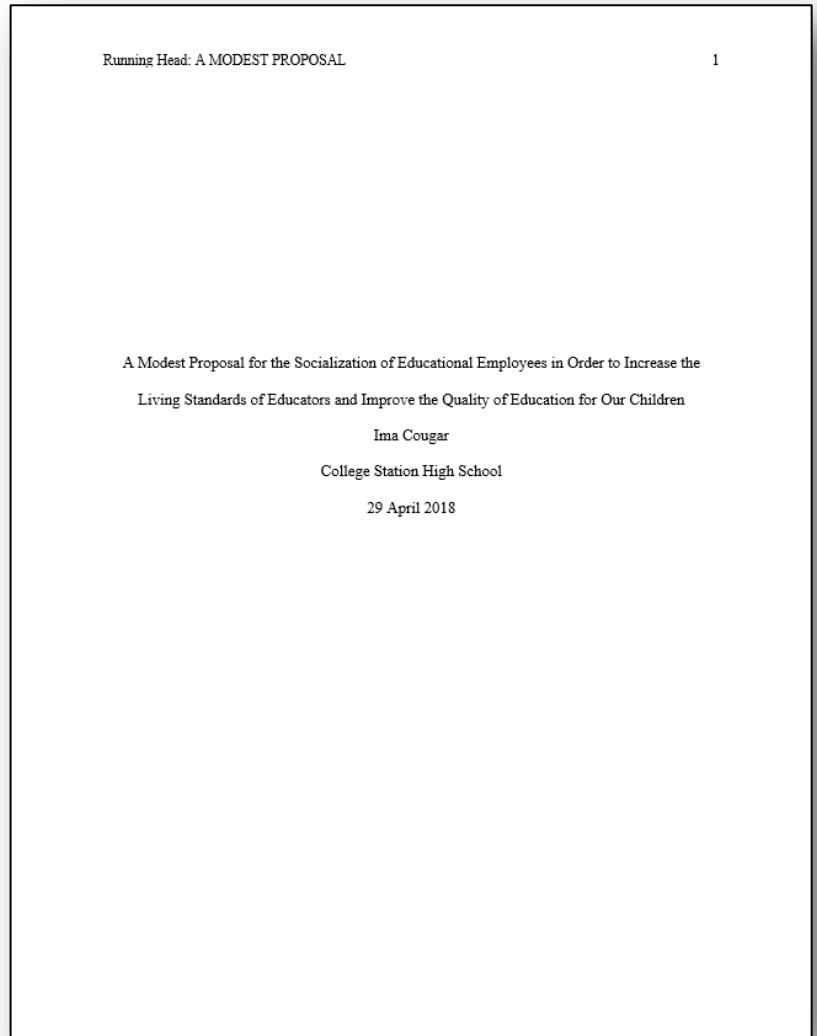 Running Head: A MODEST PROPOSAL 1
A Modest Proposal for the Socialization of Educational Employees in Order to Increase the
Living Standards of Educators and Improve the Quality of Education for Our Children
Ima Cougar
College Station High School
29 April 2018